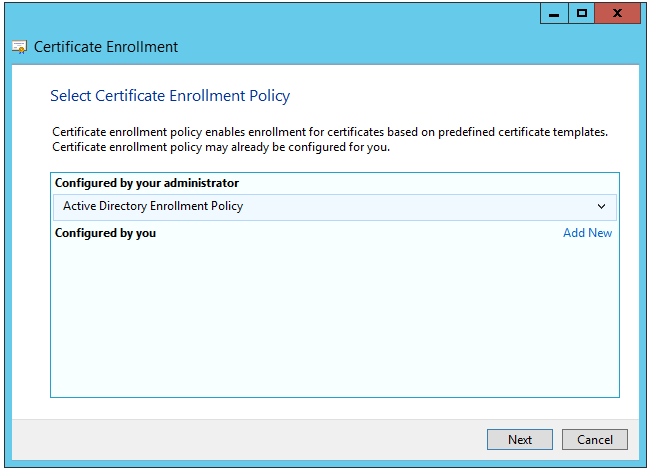 Certificate Enrollment
Select Certificate Enrollment Policy
Certificate enrollment policy enables enrollment for certificates based on predefined certificate templates.
Certificate enrollment policy may already be configured for you.
Configured by your administrator
Active Directory Enrollment Policy
Configured by you Add New
Next Cancel